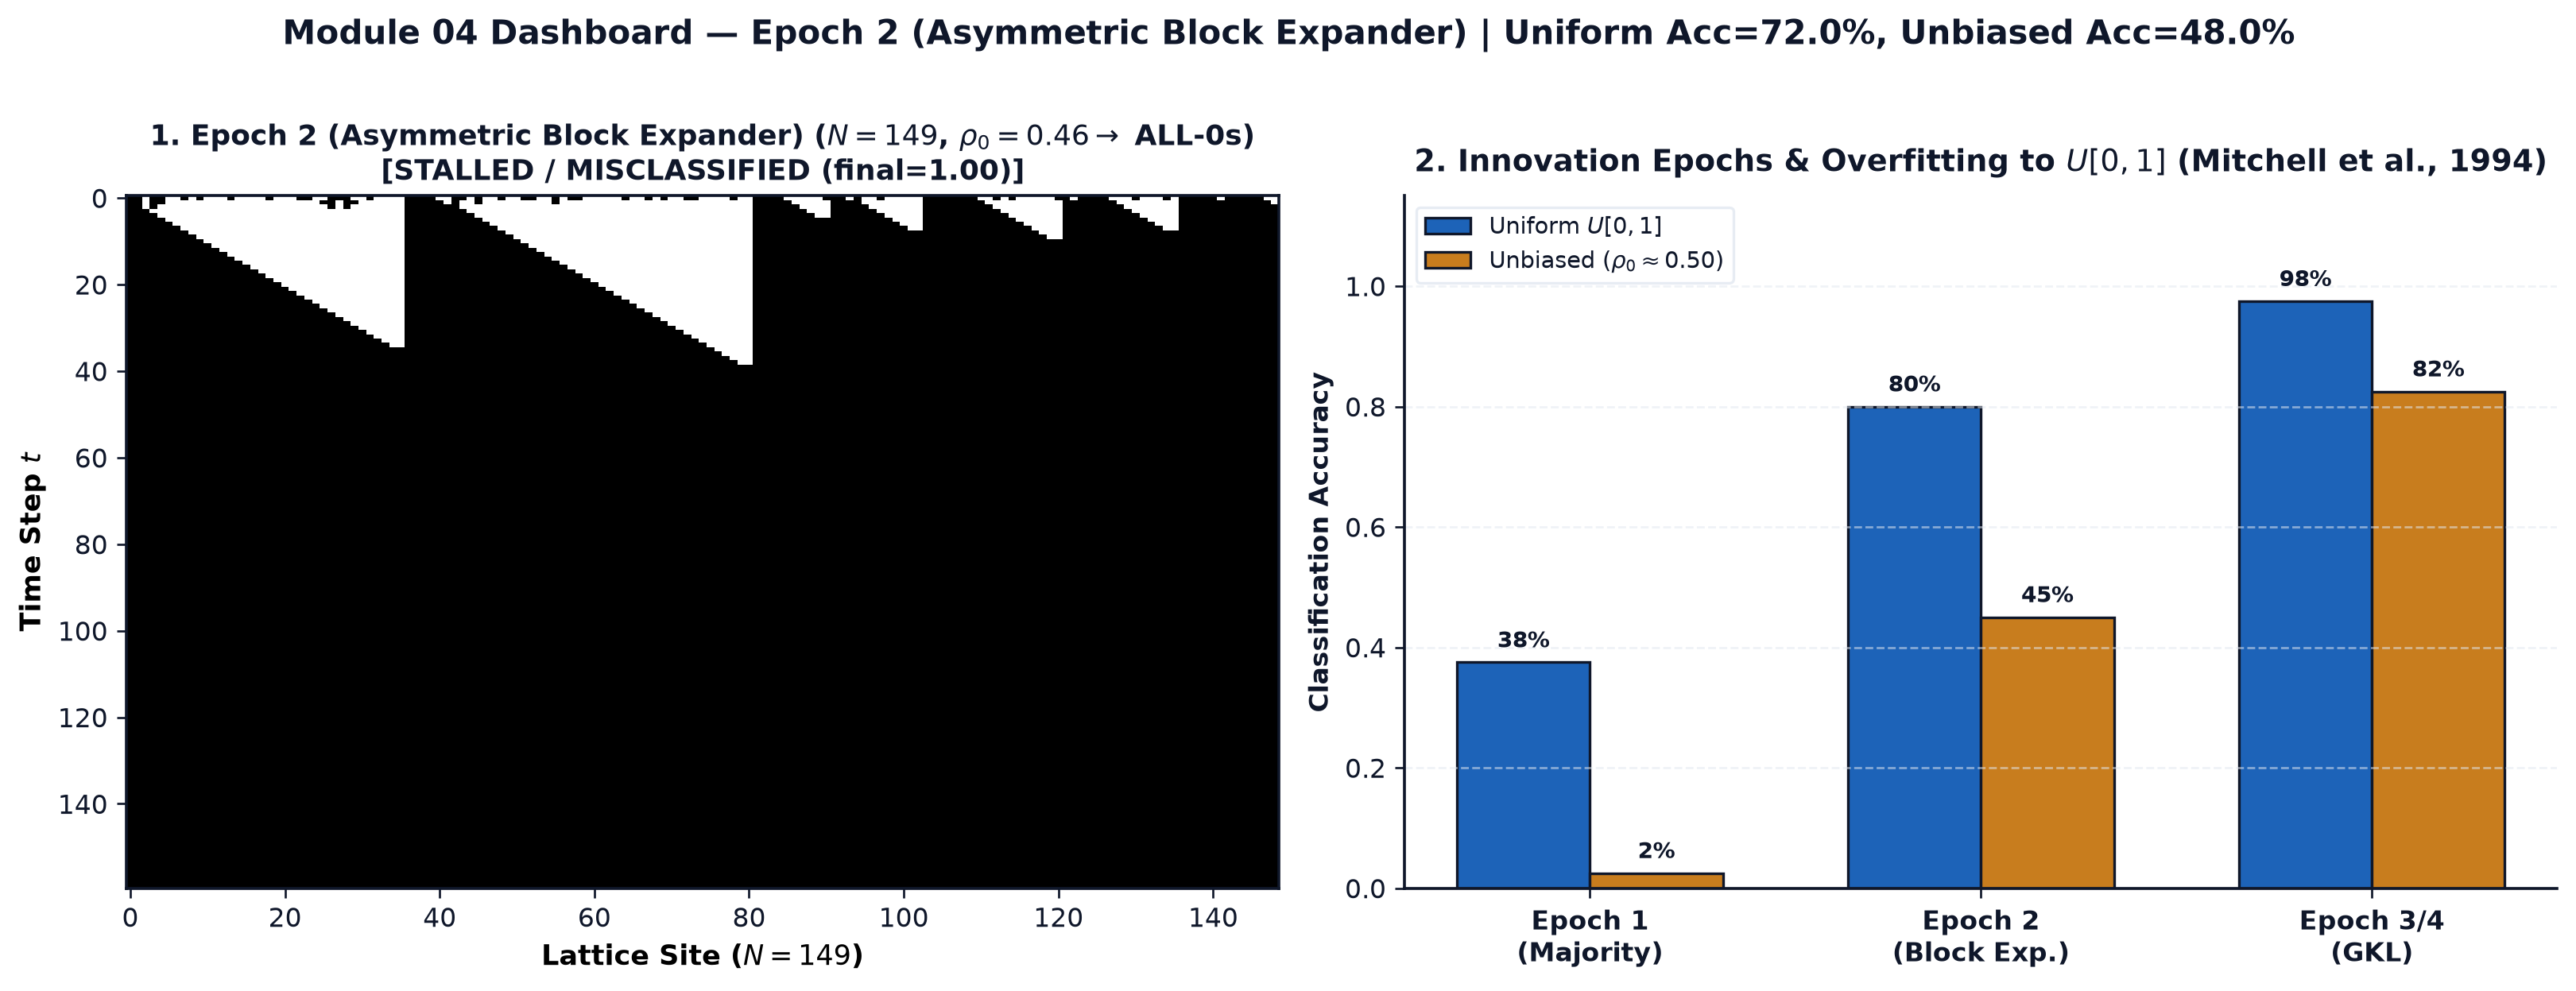 Module 04 Dashboard — Epoch 2 (Asymmetric Block Expander) | Uniform Acc=72.0%, Unbiased Acc=48.0%
1. Epoch 2 (Asymmetric Block Expander) (N = 149, ρ₀ = 0.46 → ALL-0s)
[STALLED / MISCLASSIFIED (final=1.00)]
0
20
40
60
80
100
120
140
Time Step t
0 20 40 60 80 100 120 140
Lattice Site (N = 149)
2. Innovation Epochs & Overfitting to U[0, 1] (Mitchell et al., 1994)
Uniform U[0, 1]
Unbiased (ρ₀ ≈ 0.50)
1.0
0.8
0.6
0.4
0.2
0.0
Classification Accuracy
38%
2%
80%
45%
98%
82%
Epoch 1
(Majority)
Epoch 2
(Block Exp.)
Epoch 3/4
(GKL)